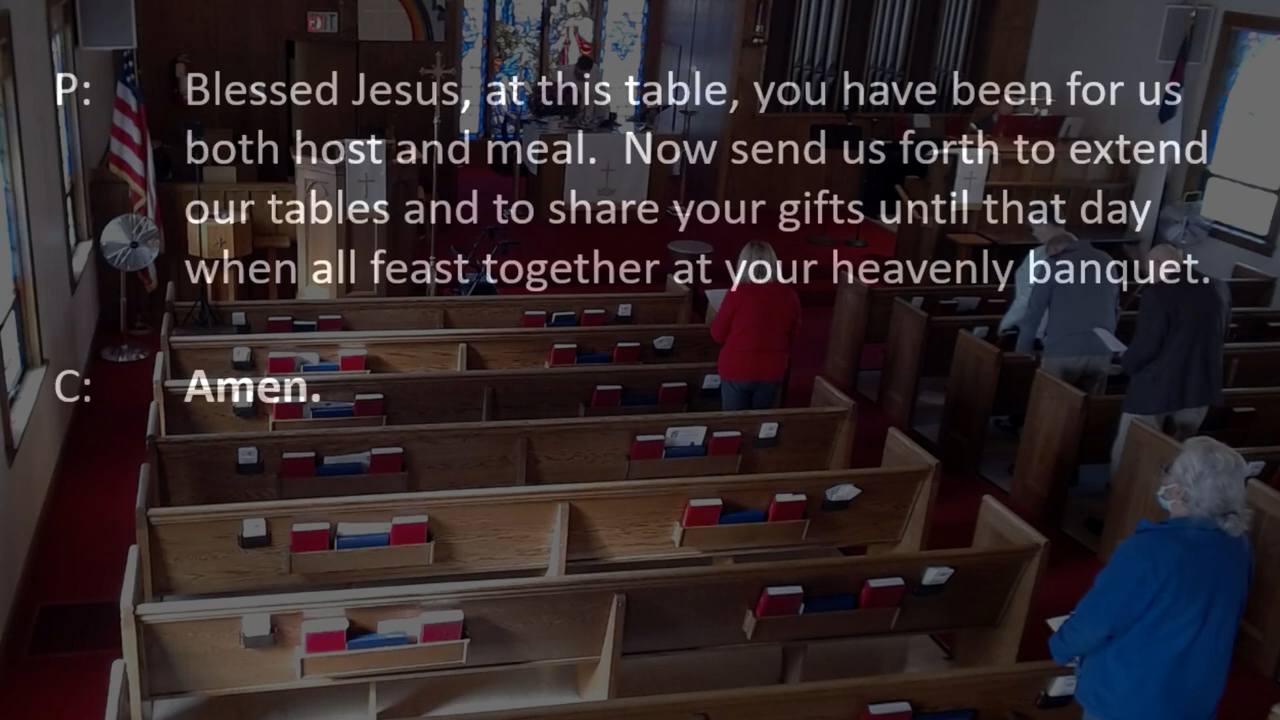 EXIT
P: Blessed Jesus, at this table, you have been for us
both host and meal.  Now send us forth to extend
our tables and to share your gifts until that day
when all feast together at your heavenly banquet.
C: Amen.